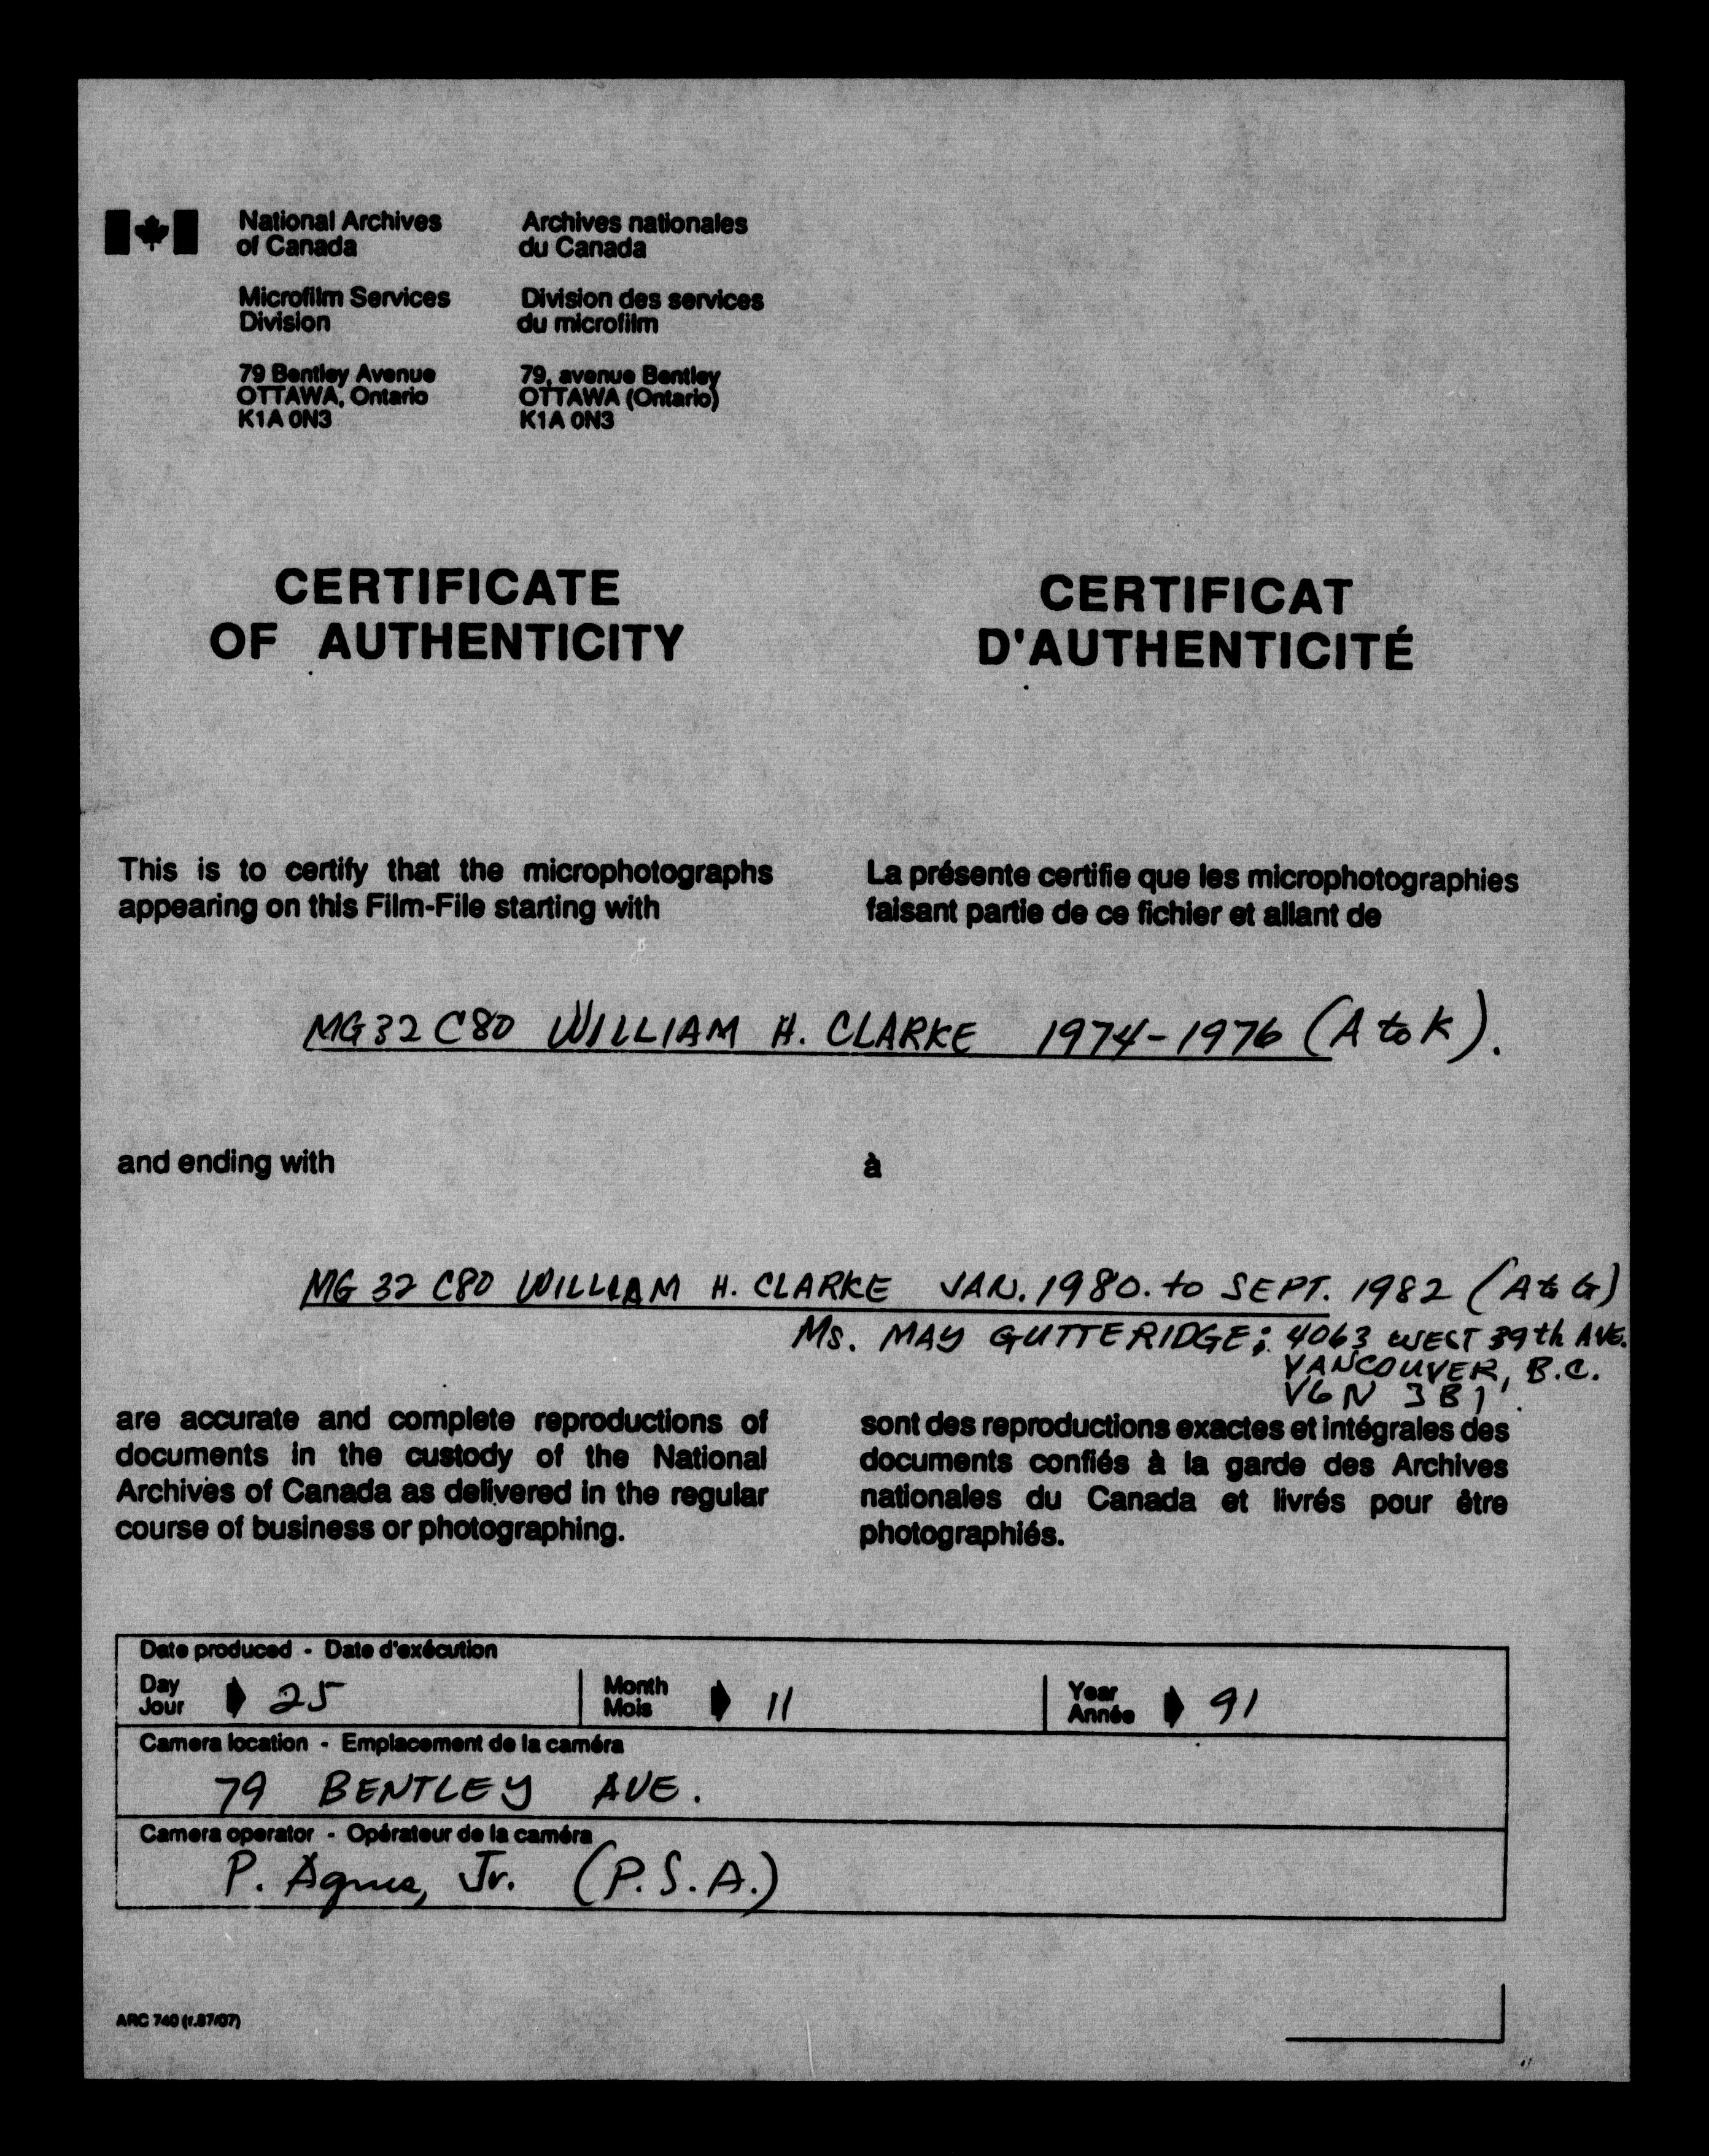 National Archives
of Canada
Archives nationales
du Canada
Microfilm Services
Division
Division des services
du microfilm
79 Bentley Avenue
OTTAWA, Ontario
K1A 0N3
79, avenue Bentley
OTTAWA (Ontario)
K1A 0N3
CERTIFICATE
OF AUTHENTICITY
CERTIFICAT
D'AUTHENTICITÉ
This is to certify that the microphotographs
appearing on this Film-File starting with
La présente certifie que les microphotographies
faisant partie de ce fichier et allant de
MG 32 C80 WILLIAM H. CLARKE 1974-1976 (A to K).
and ending with
à
MG 32 C80 WILLIAM H. CLARKE JAN. 1980. to SEPT. 1982 (A to G)
Ms. MAY GUTTERIDGE; 4063 WEST 39th AVE.
VANCOUVER, B.C.
V6N 3B1.
are accurate and complete reproductions of
documents in the custody of the National
Archives of Canada as delivered in the regular
course of business or photographing.
sont des reproductions exactes et intégrales des
documents confiés à la garde des Archives
nationales du Canada et livrés pour être
photographiés.
Date produced - Date d'exécution
Day
Jour
25
Month
Mois
11
Year
Année
91
Camera location - Emplacement de la caméra
79 BENTLEY AVE.
Camera operator - Opérateur de la caméra
P. Jr. (P.S.A.)
ARC 740 (r.87/07)